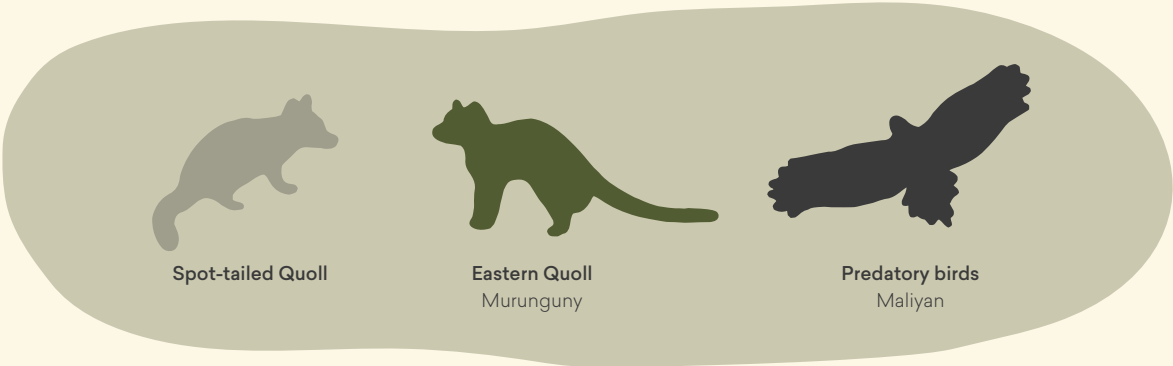 Spot-tailed Quoll
Eastern Quoll
Murunguny
Predatory birds
Maliyan